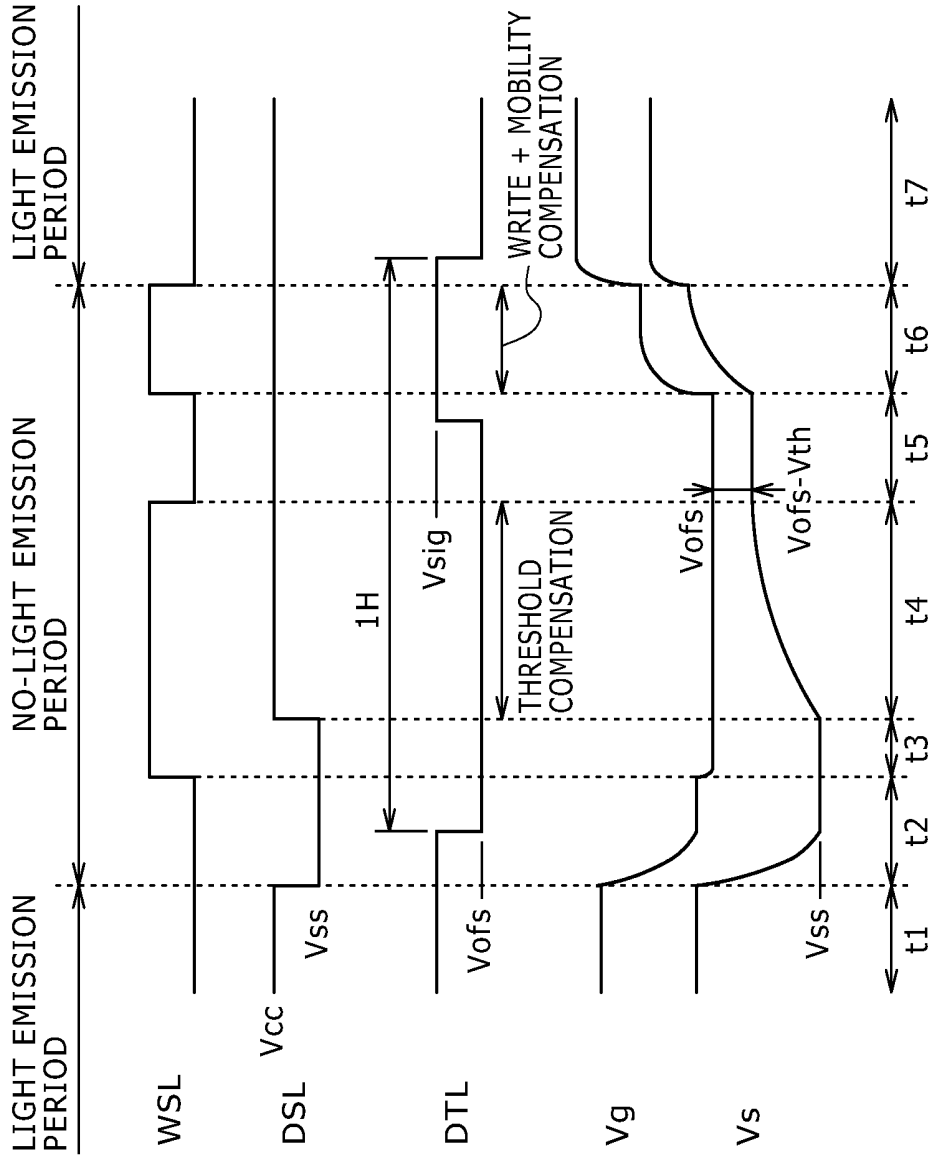 LIGHT EMISSION
PERIOD
NO-LIGHT EMISSION
PERIOD
LIGHT EMISSION
PERIOD
WSL
DSL
Vcc
Vss
1H
DTL
Vofs
Vsig
THRESHOLD
COMPENSATION
WRITE + MOBILITY
COMPENSATION
Vg
Vofs
Vs
Vss
Vofs-Vth
t1
t2
t3
t4
t5
t6
t7